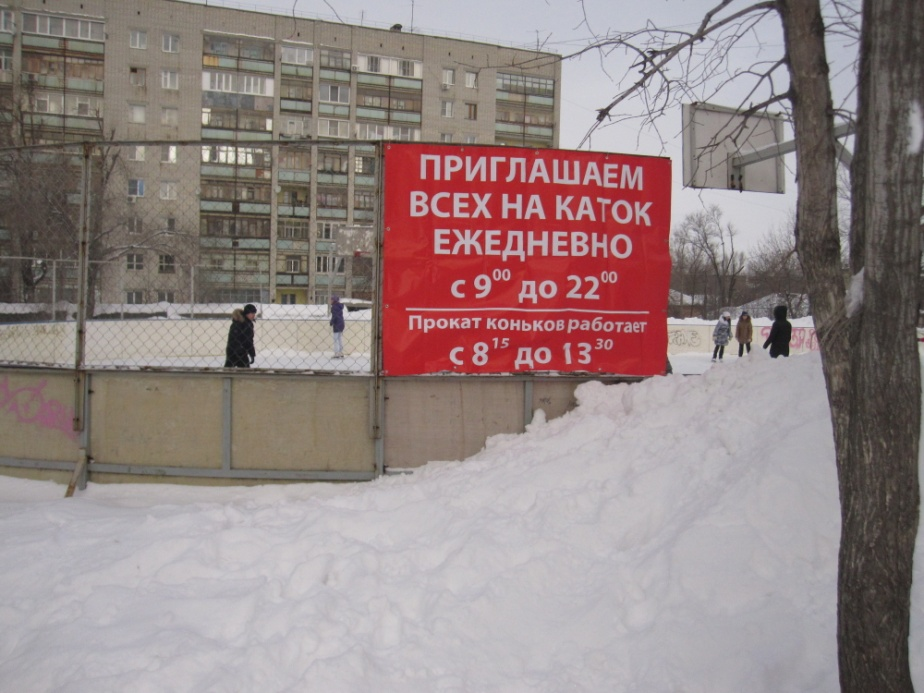 ПРИГЛАШАЕМ
ВСЕХ НА КАТОК
ЕЖЕДНЕВНО
с 9⁰⁰ до 22⁰⁰
Прокат коньков работает
с 8¹⁵ до 13³⁰